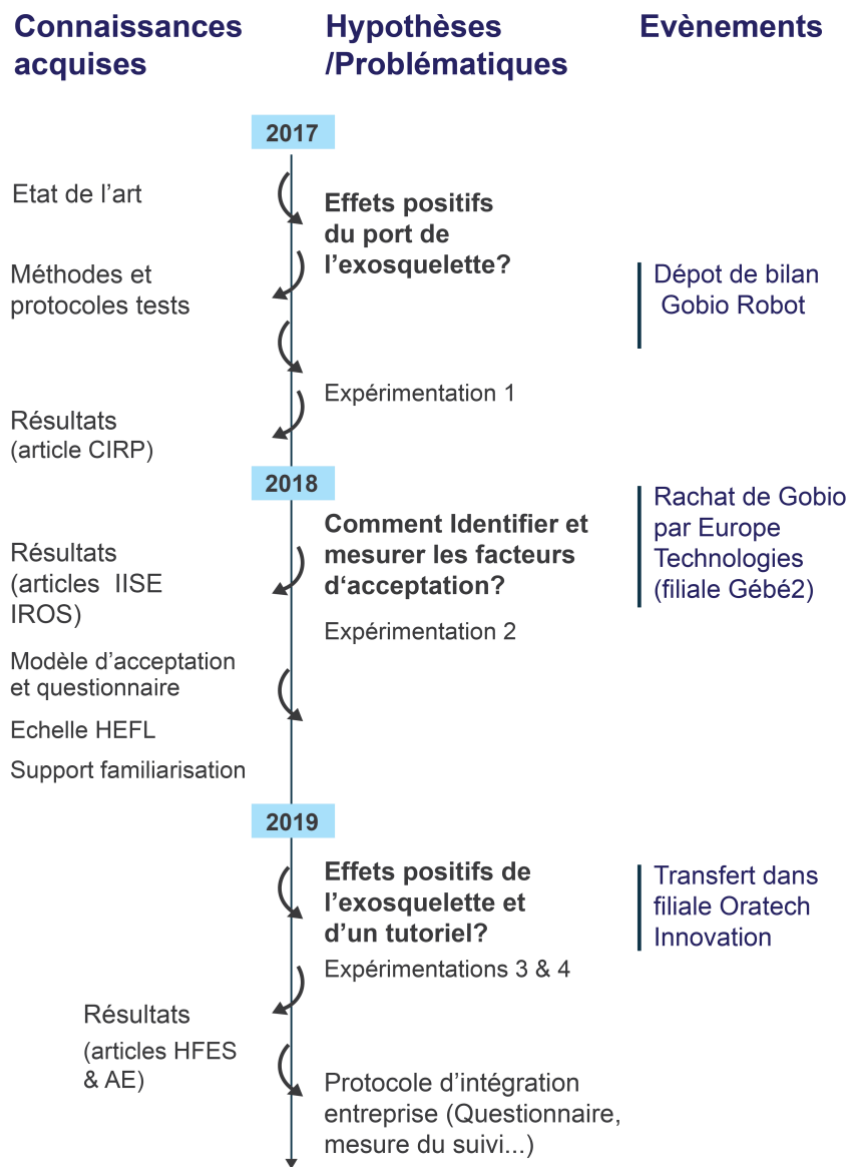 Connaissances
acquises
Hypothèses
/Problématiques
Evènements
2017
Etat de l'art
Effets positifs
du port de
l'exosquelette?
Méthodes et
protocoles tests
Dépot de bilan
Gobio Robot
Expérimentation 1
Résultats
(article CIRP)
2018
Rachat de Gobio
par Europe
Technologies
(filiale Gébé2)
Comment Identifier et
mesurer les facteurs
d'acceptation?
Résultats
(articles IISE
IROS)
Expérimentation 2
Modèle d'acceptation
et questionnaire
Echelle HEFL
Support familiarisation
2019
Effets positifs de
l'exosquelette et
d'un tutoriel?
Transfert dans
filiale Oratech
Innovation
Expérimentations 3 & 4
Résultats
(articles HFES
& AE)
Protocole d'intégration
entreprise (Questionnaire,
mesure du suivi...)